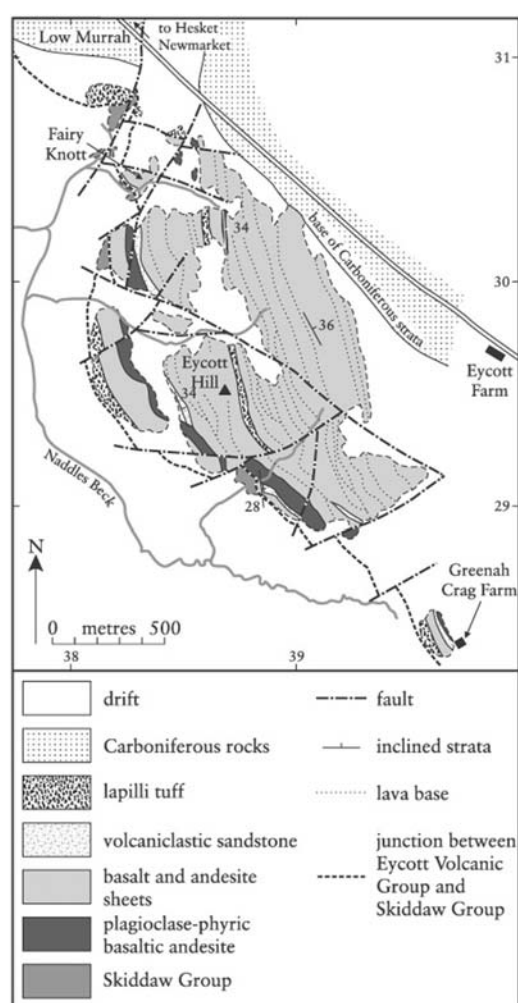 Low Murrah
to Hesket
Newmarket
31
Fairy
Knott
34
base of Carboniferous strata
30
36
Eycott
Farm
Eycott
Hill
34
Naddles Beck
29
28
N
Greenah
Crag Farm
0 metres 500
38
39
drift
fault
Carboniferous rocks
inclined strata
lapilli tuff
lava base
volcaniclastic sandstone
junction between
Eycott Volcanic
Group and
Skiddaw Group
basalt and andesite
sheets
plagioclase-phyric
basaltic andesite
Skiddaw Group